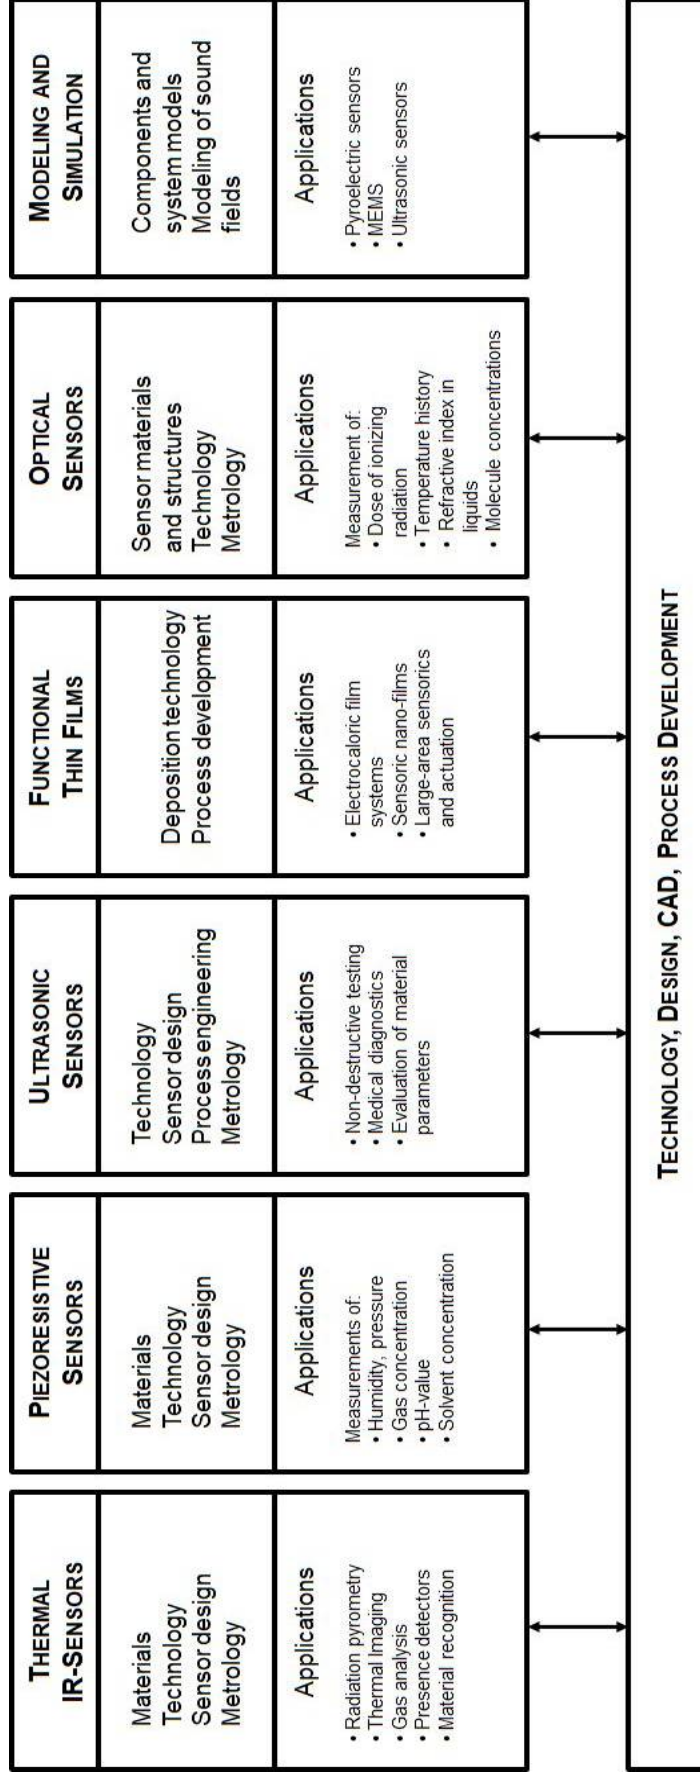 THERMAL
IR-SENSORS
Materials
Technology
Sensor design
Metrology
Applications
• Radiation pyrometry
• Thermal Imaging
• Gas analysis
• Presence detectors
• Material recognition
PIEZORESISTIVE
SENSORS
Materials
Technology
Sensor design
Metrology
Applications
Measurements of:
• Humidity, pressure
• Gas concentration
• pH-value
• Solvent concentration
ULTRASONIC
SENSORS
Technology
Sensor design
Process engineering
Metrology
Applications
• Non-destructive testing
• Medical diagnostics
• Evaluation of material
parameters
FUNCTIONAL
THIN FILMS
Deposition technology
Process development
Applications
• Electrocaloric film
systems
• Sensoric nano-films
• Large-area sensorics
and actuation
OPTICAL
SENSORS
Sensor materials
and structures
Technology
Metrology
Applications
Measurement of:
• Dose of ionizing
radiation
• Temperature history
• Refractive index in
liquids
• Molecule concentrations
MODELING AND
SIMULATION
Components and
system models
Modeling of sound
fields
Applications
• Pyroelectric sensors
• MEMS
• Ultrasonic sensors
TECHNOLOGY, DESIGN, CAD, PROCESS DEVELOPMENT